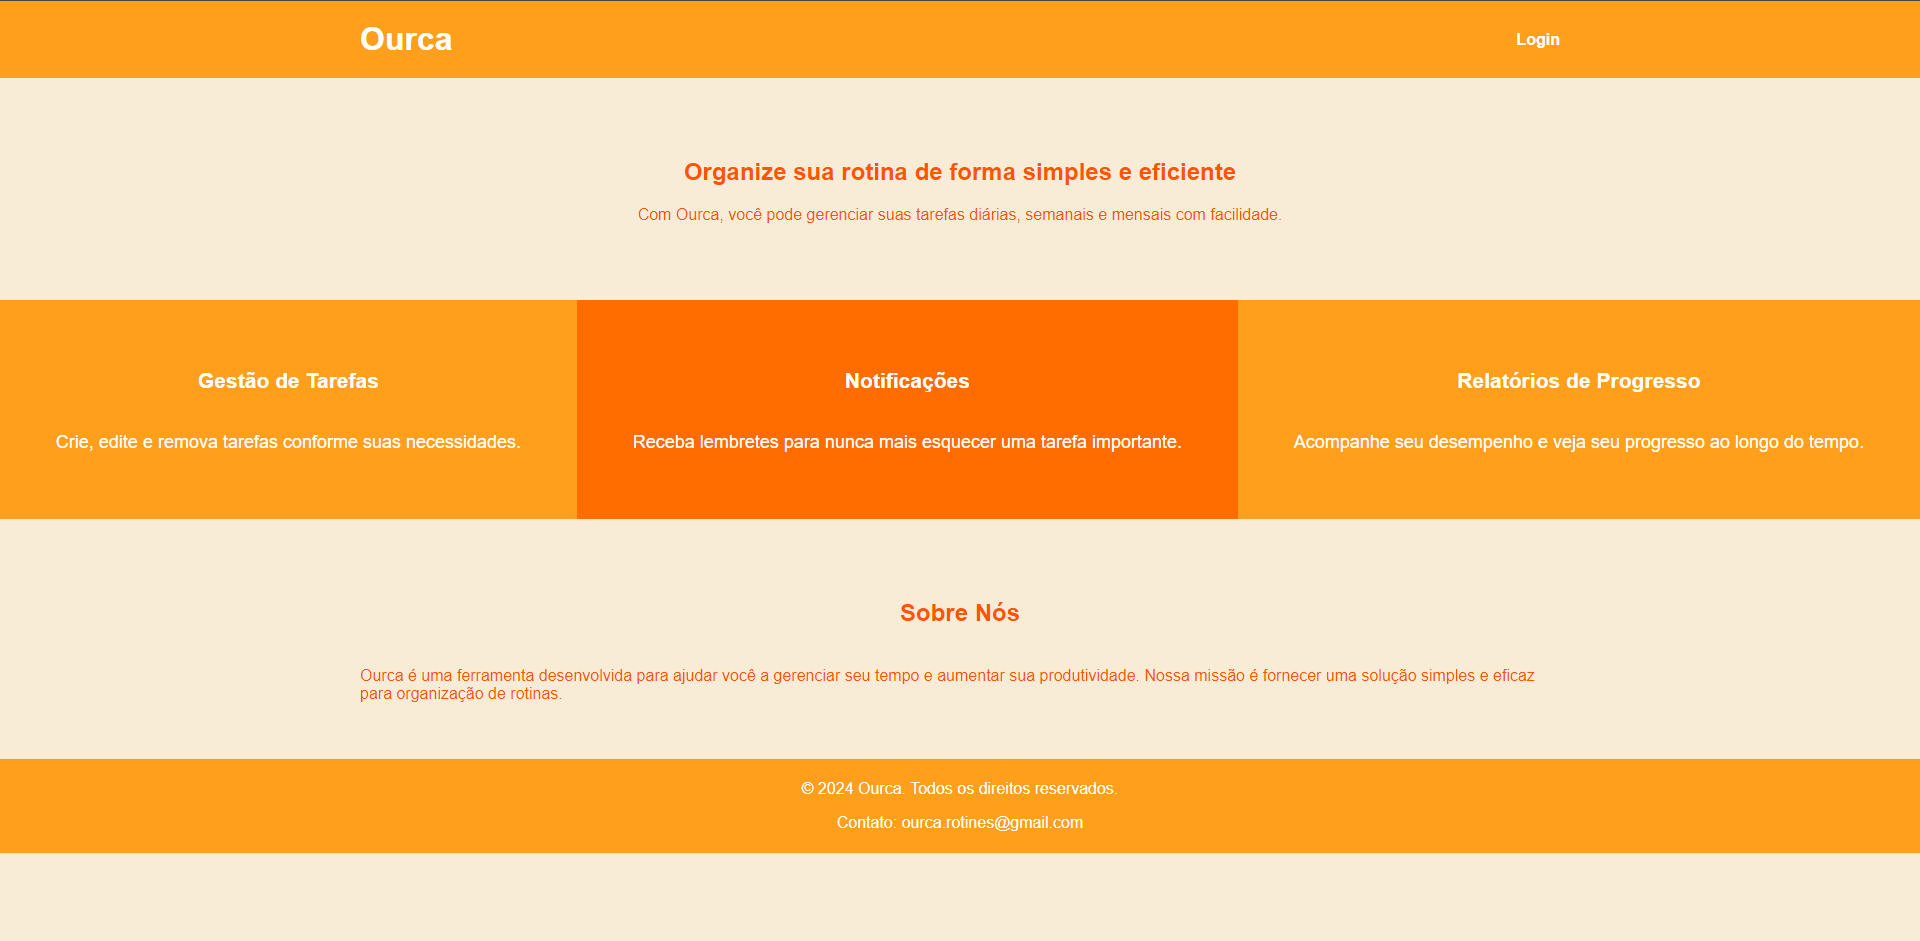 Ourca
Login
Organize sua rotina de forma simples e eficiente
Com Ourca, você pode gerenciar suas tarefas diárias, semanais e mensais com facilidade.
Gestão de Tarefas
Crie, edite e remova tarefas conforme suas necessidades.
Notificações
Receba lembretes para nunca mais esquecer uma tarefa importante.
Relatórios de Progresso
Acompanhe seu desempenho e veja seu progresso ao longo do tempo.
Sobre Nós
Ourca é uma ferramenta desenvolvida para ajudar você a gerenciar seu tempo e aumentar sua produtividade. Nossa missão é fornecer uma solução simples e eficaz
para organização de rotinas.
© 2024 Ourca. Todos os direitos reservados.
Contato: ourca.rotines@gmail.com